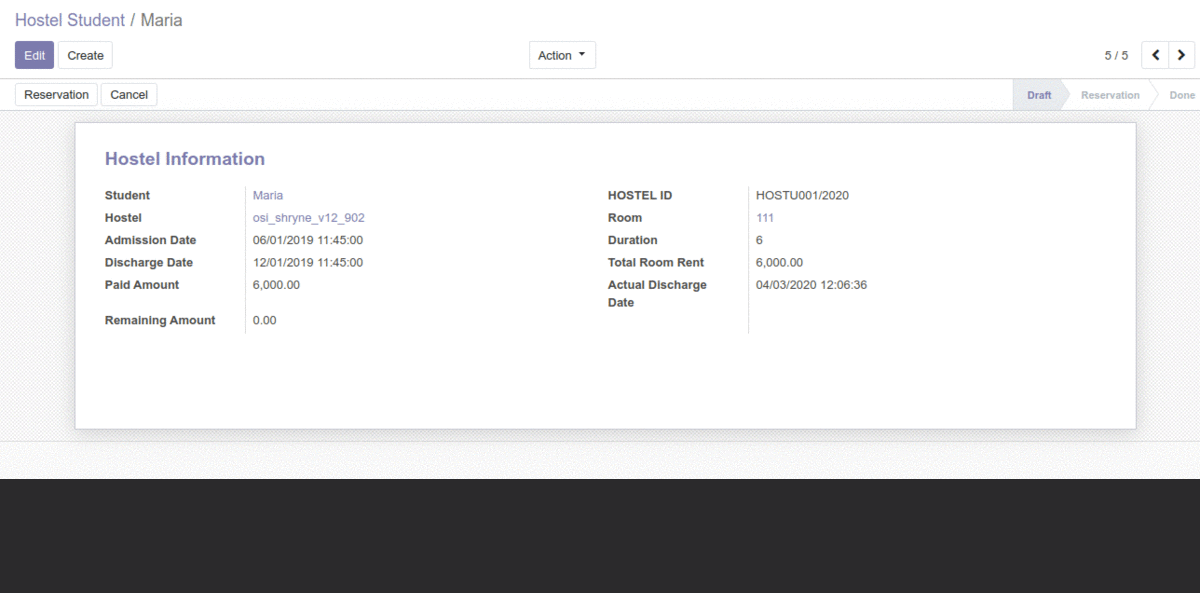 Hostel Student / Maria
Edit Create Action 5 / 5
Reservation Cancel Draft Reservation Done
Hostel Information
Student Maria HOSTEL ID HOSTU001/2020
Hostel osi_shryne_v12_902 Room 111
Admission Date 06/01/2019 11:45:00 Duration 6
Discharge Date 12/01/2019 11:45:00 Total Room Rent 6,000.00
Paid Amount 6,000.00 Actual Discharge 04/03/2020 12:06:36
Date
Remaining Amount 0.00